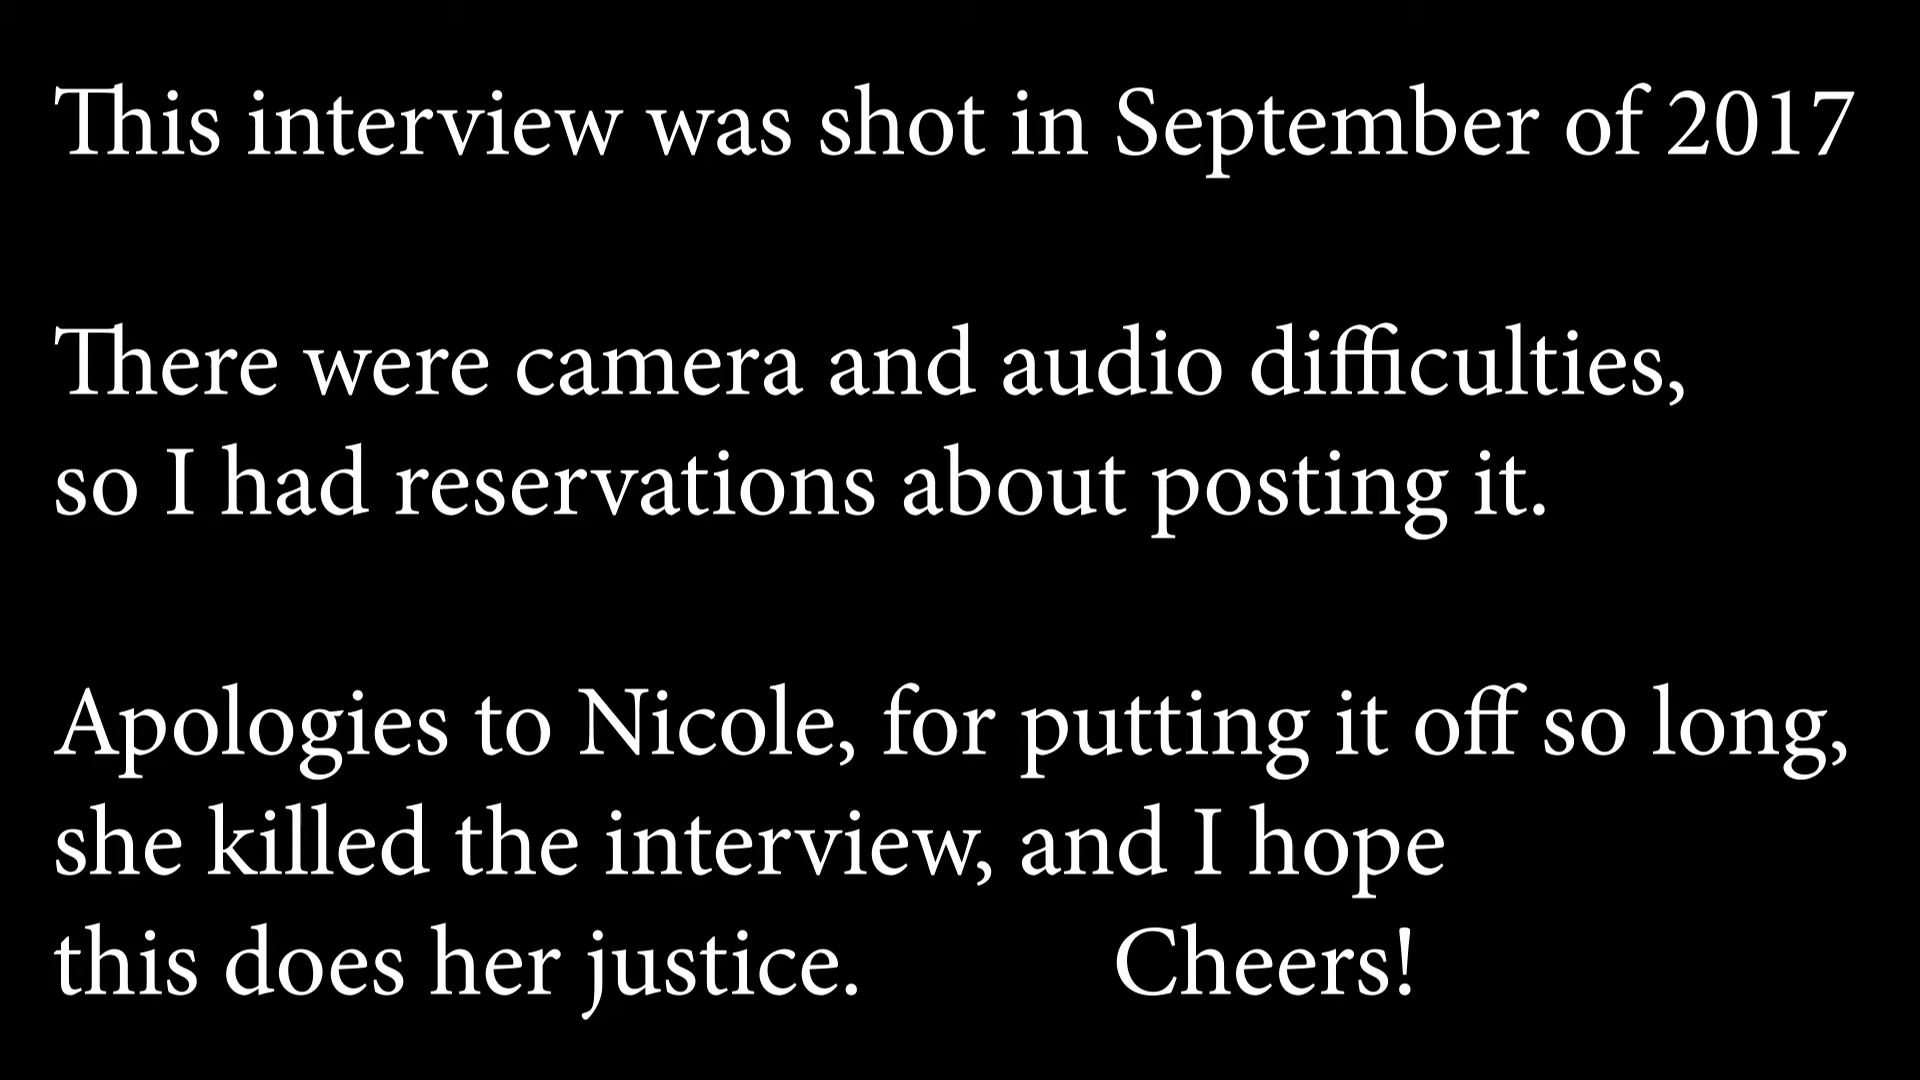 This interview was shot in September of 2017
There were camera and audio difficulties,
so I had reservations about posting it.
Apologies to Nicole, for putting it off so long,
she killed the interview, and I hope
this does her justice. Cheers!